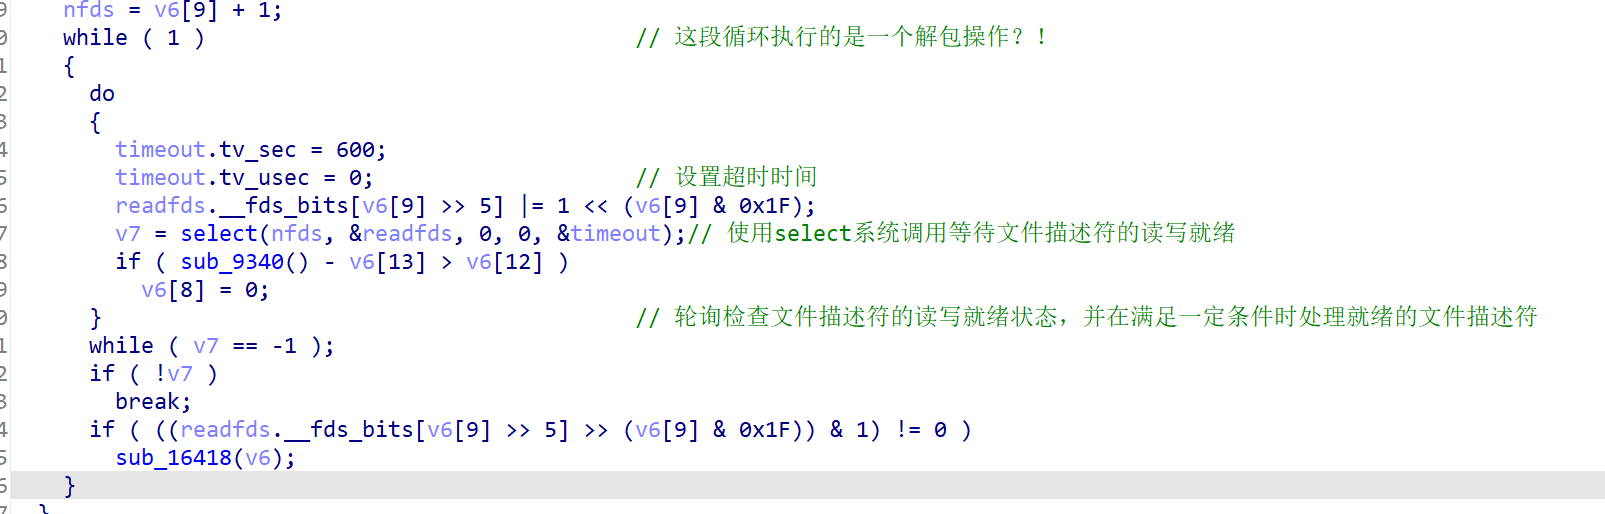 nfds = v6[9] + 1;
while ( 1 ) // 这段循环执行的是一个解包操作？！
{
do
{
timeout.tv_sec = 600;
timeout.tv_usec = 0; // 设置超时时间
readfds.__fds_bits[v6[9] >> 5] |= 1 << (v6[9] & 0x1F);
v7 = select(nfds, &readfds, 0, 0, &timeout);// 使用select系统调用等待文件描述符的读写就绪
if ( sub_9340() - v6[13] > v6[12] )
v6[8] = 0;
} // 轮询检查文件描述符的读写就绪状态，并在满足一定条件时处理就绪的文件描述符
while ( v7 == -1 );
if ( !v7 )
break;
if ( ((readfds.__fds_bits[v6[9] >> 5] >> (v6[9] & 0x1F)) & 1) != 0 )
sub_16418(v6);
}